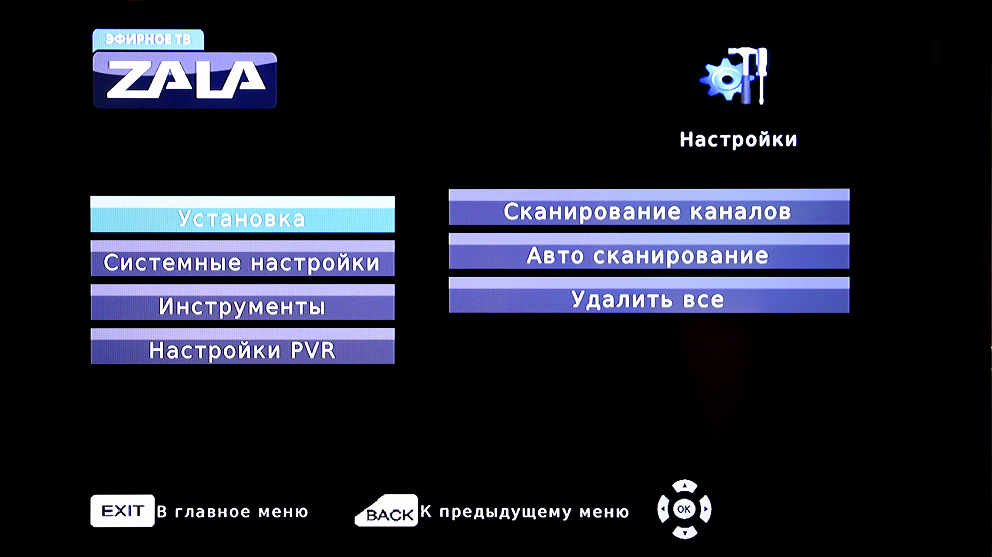 ЭФИРНОЕ ТВ
ZALA
Настройки
Установка
Системные настройки
Инструменты
Настройки PVR
Сканирование каналов
Авто сканирование
Удалить все
EXIT В главное меню
BACK К предыдущему меню
OK